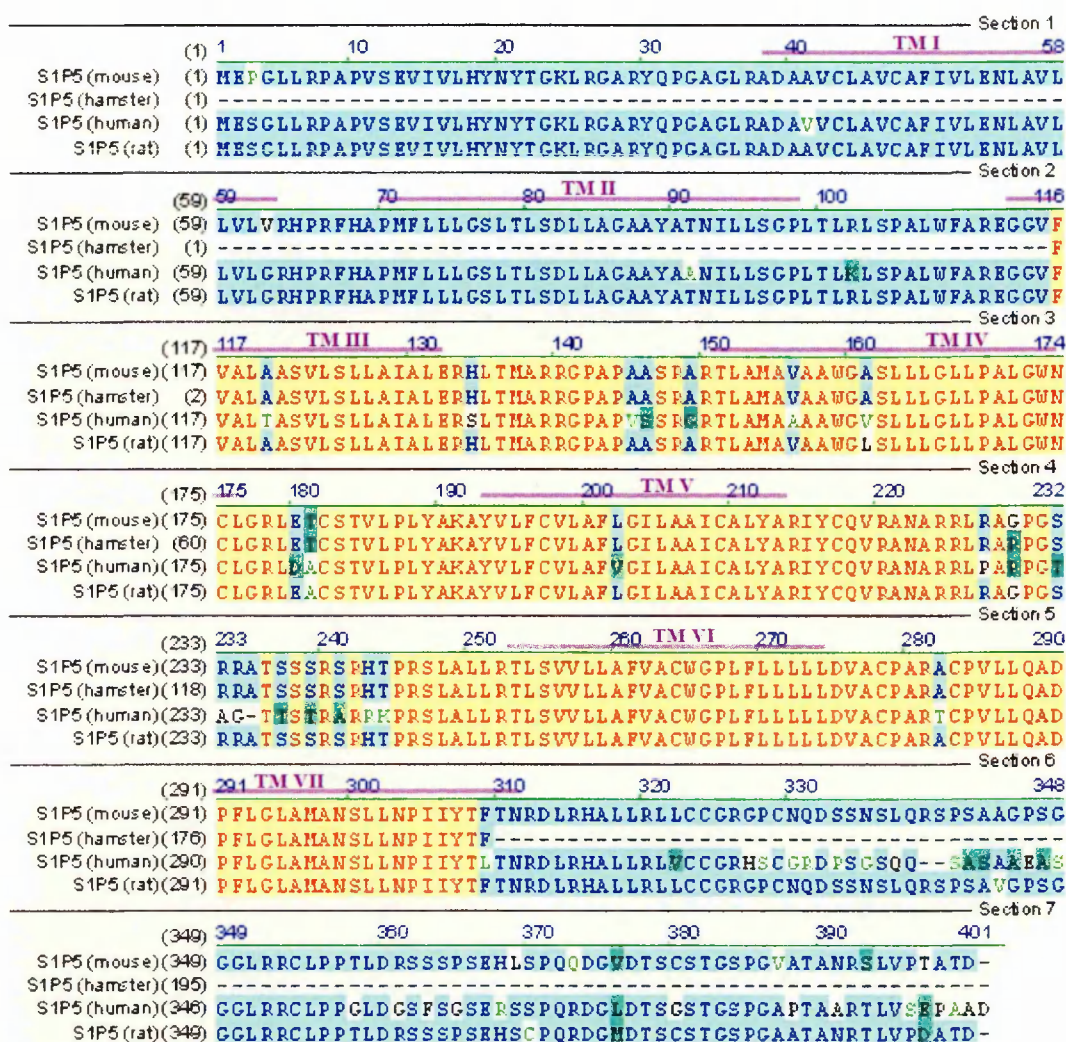 Section 1
(1) 1 10 20 30 40 TM I 58
S1P5 (mouse) (1) MEPGLLRPAPVSEVIVLHYNYTGKLRGARYQPGAGLRADAAVCLAVCAFIVLENLAVL
S1P5 (hamster) (1) ----------------------------------------------------------
S1P5 (human) (1) MESGLLRPAPVSEVIVLHYNYTGKLRGARYQPGAGLRADAVVCLAVCAFIVLENLAVL
S1P5 (rat) (1) MESGLLRPAPVSEVIVLHYNYTGKLRGARYQPGAGLRADAAVCLAVCAFIVLENLAVL
Section 2
(59) 59 70 80 TM II 90 100 116
S1P5 (mouse) (59) LVLVRHPRFHAPMFLLLGSLTLSDLLAGAAYATNILLSGPLTLRLSPALWFAREGGVF
S1P5 (hamster) (1) ---------------------------------------------------------F
S1P5 (human) (59) LVLGRHPRFHAPMFLLLGSLTLSDLLAGAAYAANILLSGPLTLKLSPALWFAREGGVF
S1P5 (rat) (59) LVLGRHPRFHAPMFLLLGSLTLSDLLAGAAYATNILLSGPLTLRLSPALWFAREGGVF
Section 3
(117) 117 TM III 130 140 150 160 TM IV 174
S1P5 (mouse) (117) VALAASVLSLLAIALERHLTMARRGPAPAASRARTLAMAVAAWGASLLLGLLPALGWN
S1P5 (hamster) (2) VALAASVLSLLAIALERHLTMARRGPAPAASRARTLAMAVAAWGASLLLGLLPALGWN
S1P5 (human) (117) VALTASVLSLLAIALERSLTMARRGPAPVSSRGRTLAMAAAAWGVSLLLGLLPALGWN
S1P5 (rat) (117) VALAASVLSLLAIALERHLTMARRGPAPAASRARTLAMAVAAWGLSLLLGLLPALGWN
Section 4
(175) 175 180 190 200 TM V 210 220 232
S1P5 (mouse) (175) CLGRLETCSTVLPLYAKAYVLFCVLAFLGILAAICALYARIYCQVRANARRLRAGPGS
S1P5 (hamster) (60) CLGRLETCSTVLPLYAKAYVLFCVLAFLGILAAICALYARIYCQVRANARRLRARPGS
S1P5 (human) (175) CLGRLDACSTVLPLYAKAYVLFCVLAFVGILAAICALYARIYCQVRANARRLPARPGT
S1P5 (rat) (175) CLGRLEACSTVLPLYAKAYVLFCVLAFLGILAAICALYARIYCQVRANARRLRAGPGS
Section 5
(233) 233 240 250 260 TM VI 270 280 290
S1P5 (mouse) (233) RRATSSSRSRHTPRSLALLRTLSVVLLAFVACWGPLFLLLLLDVACPARACPVLLQAD
S1P5 (hamster) (118) RRATSSSRSRHTPRSLALLRTLSVVLLAFVACWGPLFLLLLLDVACPARACPVLLQAD
S1P5 (human) (233) AG-TTSTRARRKPRSLALLRTLSVVLLAFVACWGPLFLLLLLDVACPARTCPVLLQAD
S1P5 (rat) (233) RRATSSSRSRHTPRSLALLRTLSVVLLAFVACWGPLFLLLLLDVACPARACPVLLQAD
Section 6
(291) 291 TM VII 300 310 320 330 348
S1P5 (mouse) (291) PFLGLAMANSLLNPIIYTFTNRDLRHALLRLLCCGRGPCNQDSSNSLQRSPSAAGPSG
S1P5 (hamster) (176) PFLGLAMANSLLNPIIYTF---------------------------------------
S1P5 (human) (290) PFLGLAMANSLLNPIIYTLTNRDLRHALLRLVCCGRHSCGRDPSGSQQ--SASAAEAS
S1P5 (rat) (291) PFLGLAMANSLLNPIIYTFTNRDLRHALLRLLCCGRGPCNQDSSNSLQRSPSAVGPSG
Section 7
(349) 349 360 370 380 390 401
S1P5 (mouse) (349) GGLRRCLPPTLDRSSSPSEHLSPQQDGVDTSCSTGSPGVATANRSLVPTATD-
S1P5 (hamster) (195) -----------------------------------------------------
S1P5 (human) (346) GGLRRCLPPGLDGSFSGSERSSPQRDGLDTSGSTGSPGAPTAARTLVSEPAAD
S1P5 (rat) (349) GGLRRCLPPTLDRSSSPSEHSCPQRDGMDTSCSTGSPGAATANRTLVPDATD-